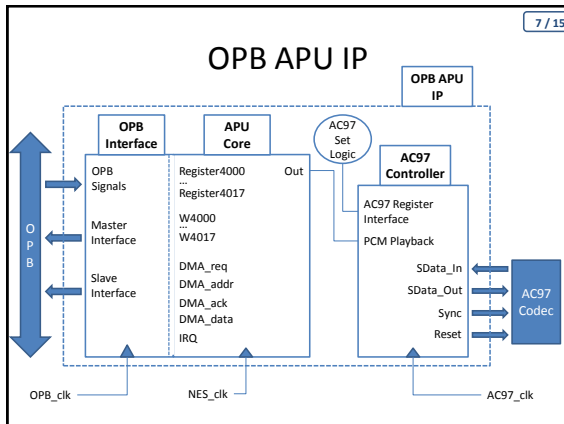 7 / 15
OPB APU IP
OPB APU
IP
OPB
Interface
APU
Core
AC97
Set
Logic
AC97
Controller
OPB
OPB
Signals
Master
Interface
Slave
Interface
Register4000
...
Register4017
W4000
...
W4017
DMA_req
DMA_addr
DMA_ack
DMA_data
IRQ
Out
AC97 Register
Interface
PCM Playback
SData_In
SData_Out
Sync
Reset
AC97
Codec
OPB_clk
NES_clk
AC97_clk